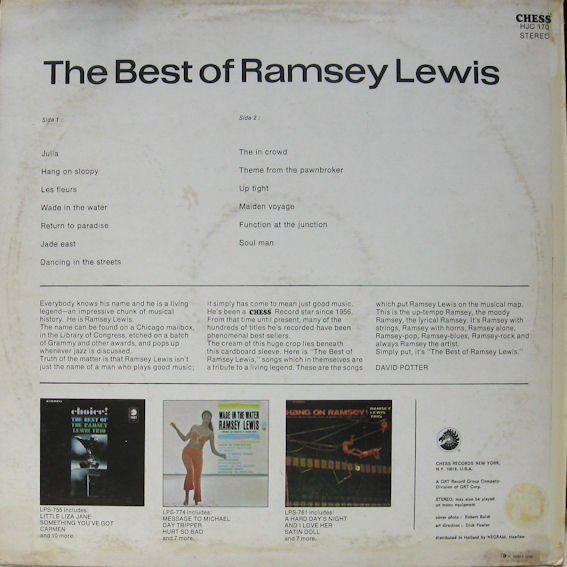 CHESS
HJC 170
STEREO
The Best of Ramsey Lewis
Side 1 :
Julia
Hang on sloopy
Les fleurs
Wade in the water
Return to paradise
Jade east
Dancing in the streets
Side 2 :
The in crowd
Theme from the pawnbroker
Up tight
Maiden voyage
Function at the junction
Soul man
Everybody knows his name and he is a living
legend—an impressive chunk of musical
history. He is Ramsey Lewis.
The name can be found on a Chicago mailbox,
in the Library of Congress, etched on a batch
of Grammy and other awards, and pops up
whenever jazz is discussed.
Truth of the matter is that Ramsey Lewis isn't
just the name of a man who plays good music;
it simply has come to mean just good music.
He's been a CHESS Record star since 1956.
From that time until present, many of the
hundreds of titles he's recorded have been
phenomenal best sellers.
The cream of this huge crop lies beneath
this cardboard sleeve. Here is "The Best of
Ramsey Lewis," songs which in themselves are
a tribute to a living legend. These are the songs
which put Ramsey Lewis on the musical map.
This is the up-tempo Ramsey, the moody
Ramsey, the lyrical Ramsey. It's Ramsey with
strings, Ramsey with horns, Ramsey alone,
Ramsey-pop, Ramsey-blues, Ramsey-rock and
always Ramsey the artist.
Simply put, it's "The Best of Ramsey Lewis."
DAVID POTTER
STEREO
choice!
THE BEST OF
THE RAMSEY
LEWIS TRIO
LPS-755 includes:
LITTLE LIZA JANE
SOMETHING YOU'VE GOT
CARMEN
and 10 more.
WADE IN THE WATER
RAMSEY LEWIS
LPS-774 includes:
MESSAGE TO MICHAEL
DAY TRIPPER
HURT SO BAD
and 7 more.
HANG ON RAMSEY!
RAMSEY
LEWIS
TRIO
LPS-761 includes:
A HARD DAY'S NIGHT
AND I LOVE HER
SATIN DOLL
and 7 more.
CHESS RECORDS NEW YORK,
N.Y. 10019, U.S.A.
A GRT Record Group Company
Division of GRT Corp.
STEREO, may also be played
on mono equipment
cover photo : Robert Baldt
art direction : Dick Fowler
distributed in Holland by NEGRAM, Haarlem